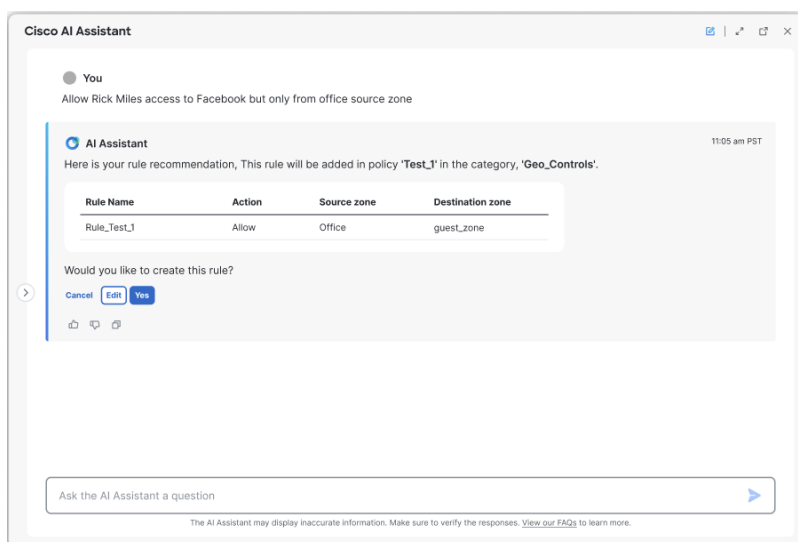 Cisco AI Assistant
You
Allow Rick Miles access to Facebook but only from office source zone
AI Assistant
11:05 am PST
Here is your rule recommendation, This rule will be added in policy 'Test_1' in the category, 'Geo_Controls'.
Rule Name Action Source zone Destination zone
Rule_Test_1 Allow Office guest_zone
Would you like to create this rule?
Cancel Edit Yes
Ask the AI Assistant a question
The AI Assistant may display inaccurate information. Make sure to verify the responses. View our FAQs to learn more.